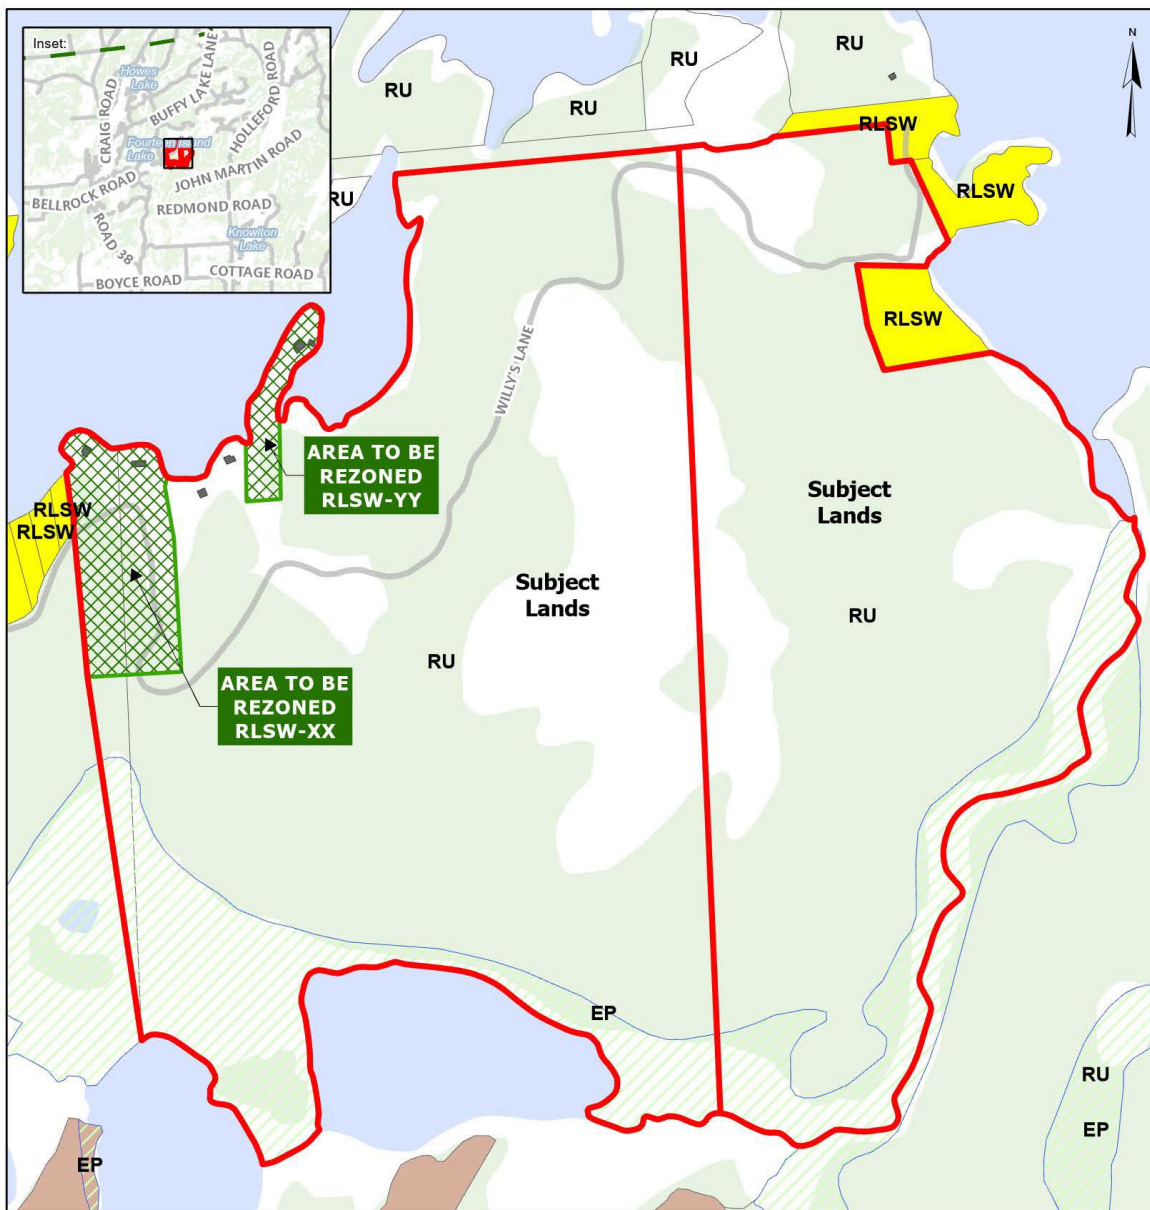 Inset:
Howes
Lake
BUFFY LAKE LANE
HOLLEFORD ROAD
CRAIG ROAD
Fourteen Island
Lake
JOHN MARTIN ROAD
BELLROCK ROAD
REDMOND ROAD
ROAD 38
Knowlton
Lake
BOYCE ROAD
COTTAGE ROAD
N
RU
RU
RU
RU
RU
RLSW
RLSW
RLSW
WILLY'S LANE
AREA TO BE
REZONED
RLSW-YY
RLSW
RLSW
Subject
Lands
Subject
Lands
RU
RU
AREA TO BE
REZONED
RLSW-XX
EP
RU
EP
EP